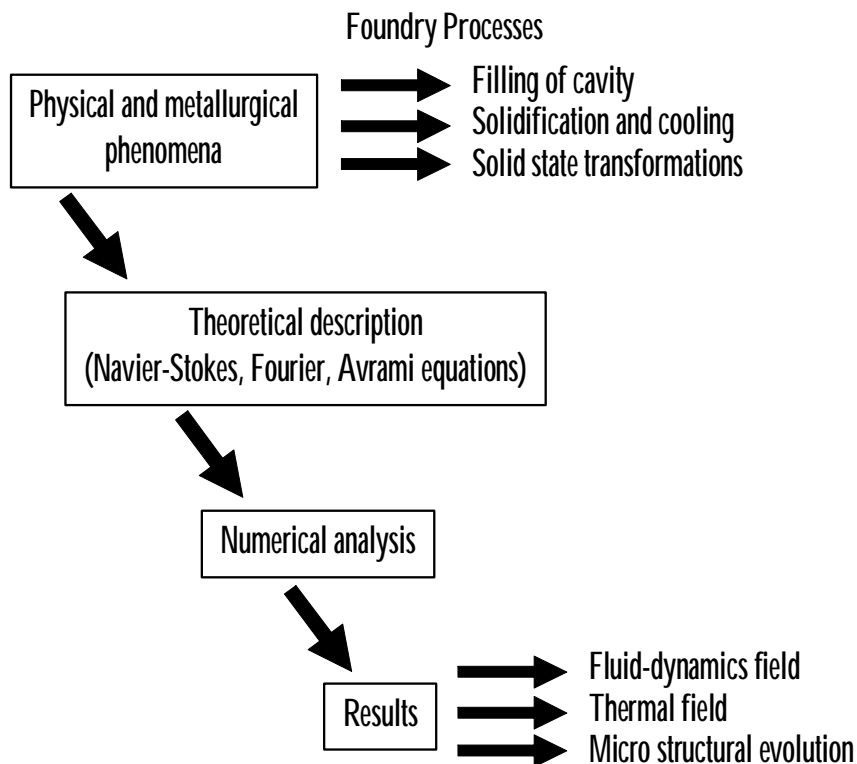 Foundry Processes
Physical and metallurgical
phenomena
Filling of cavity
Solidification and cooling
Solid state transformations
Theoretical description
(Navier-Stokes, Fourier, Avrami equations)
Numerical analysis
Results
Fluid-dynamics field
Thermal field
Micro structural evolution